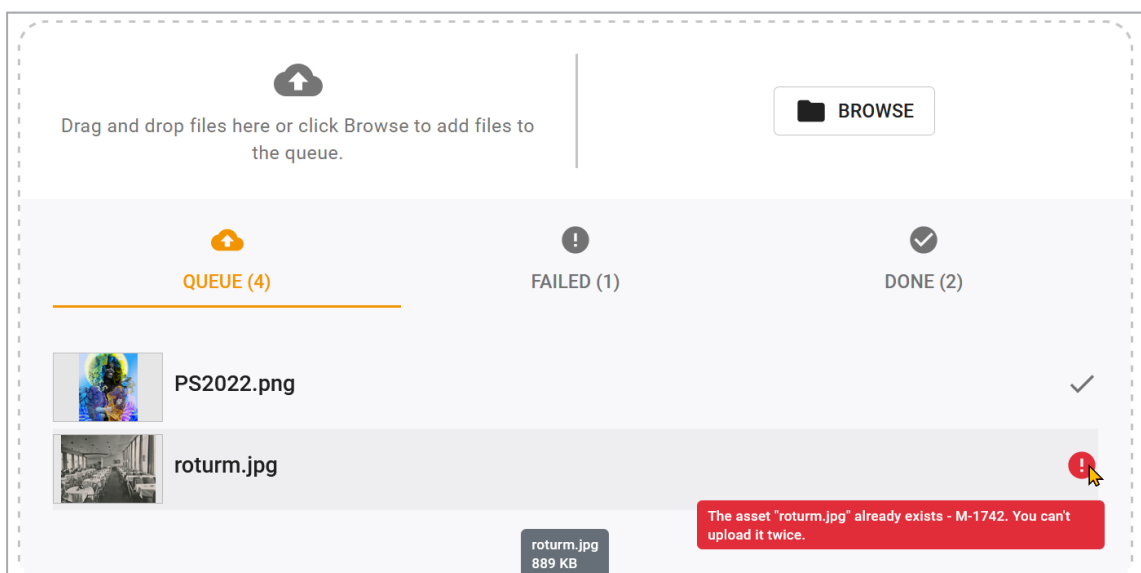 Drag and drop files here or click Browse to add files to
the queue.
BROWSE
QUEUE (4)
FAILED (1)
DONE (2)
PS2022.png
roturm.jpg
The asset "roturm.jpg" already exists - M-1742. You can't
upload it twice.
roturm.jpg
889 KB